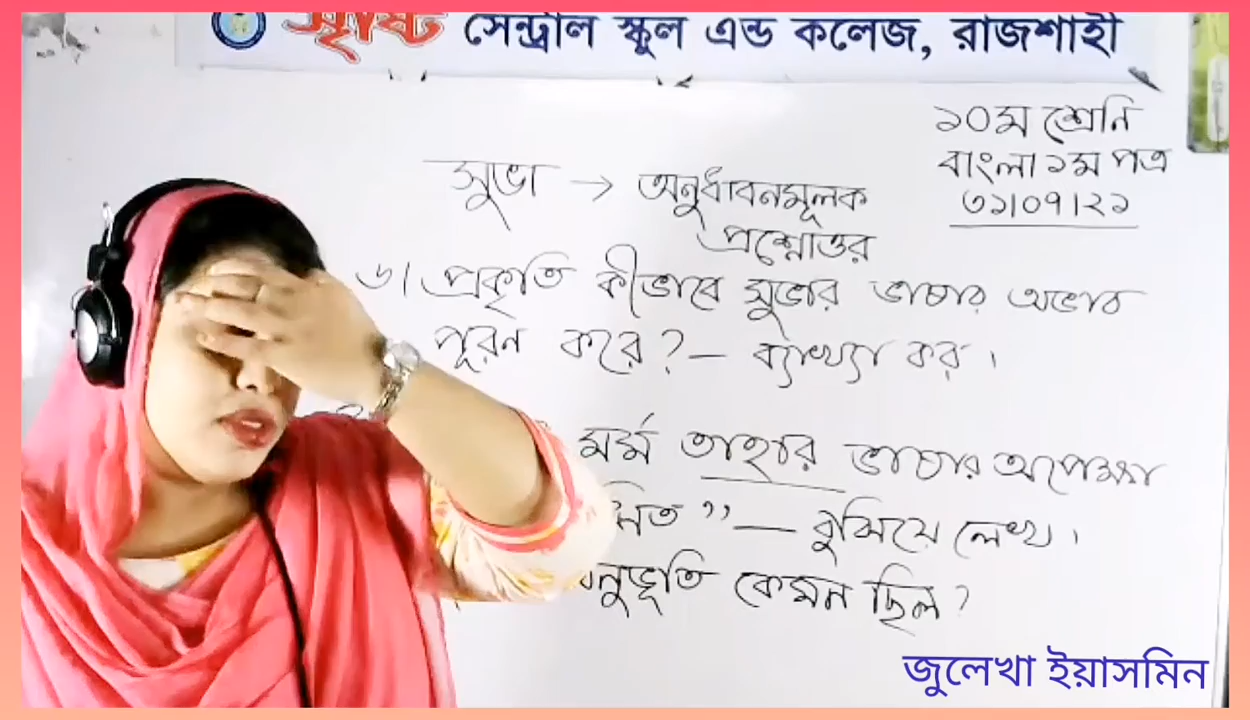 সৃষ্টি সেন্ট্রাল স্কুল এন্ড কলেজ, রাজশাহী
১০ম শ্রেণি
বাংলা ১ম পত্র
৩১।০৭।২১
সুভা → অনুধাবনমূলক
প্রশ্নোত্তর
৬। প্রকৃতি কীভাবে সুভার ভাষার অভাব
পূরন করে? — ব্যাখ্যা কর।
মর্ম তাহার ভাষার অপেক্ষা
” — বুঝিয়ে লেখ।
কেমন ছিল?
জুলেখা ইয়াসমিন